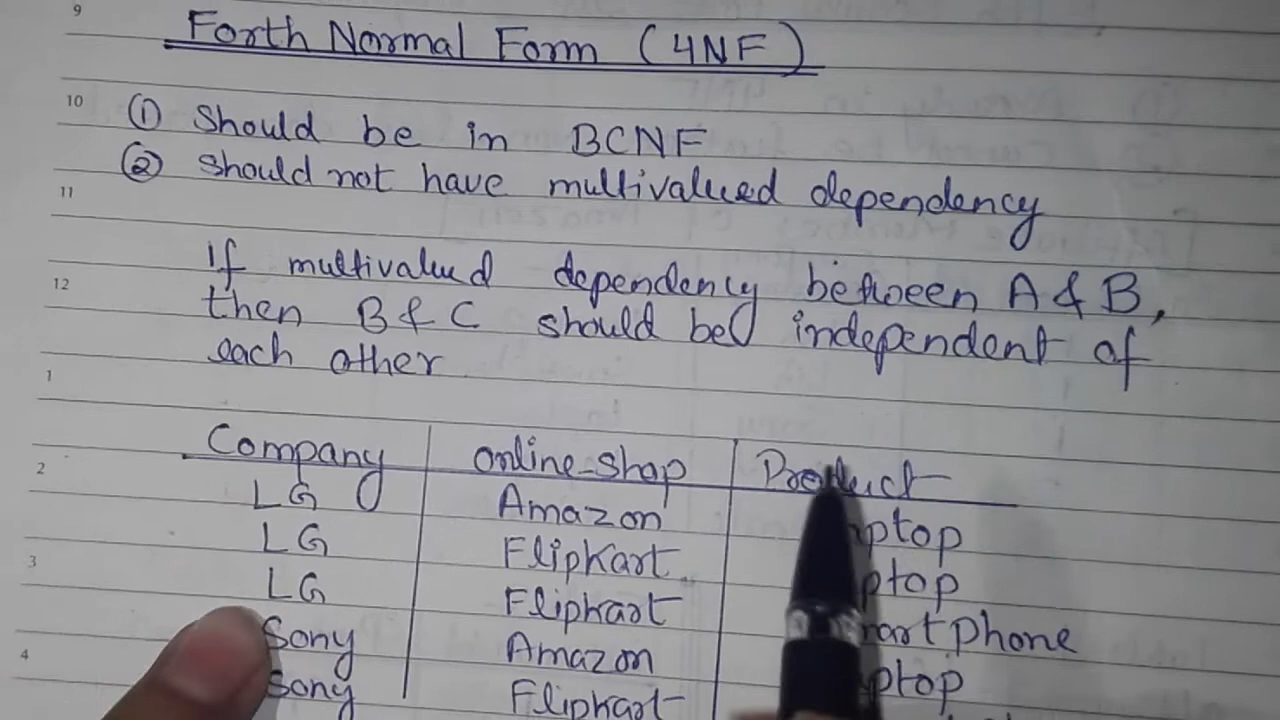 9
Forth Normal Form (4NF)
10
① Should be in BCNF
② should not have multivalued dependency
11
If multivalued dependency between A & B,
12
then B & C should be independent of
each other
1
Company online-shop Product
2
LG Amazon
LG Flipkart
3
LG Flipkart
Sony Amazon
4
Sony Flipkart